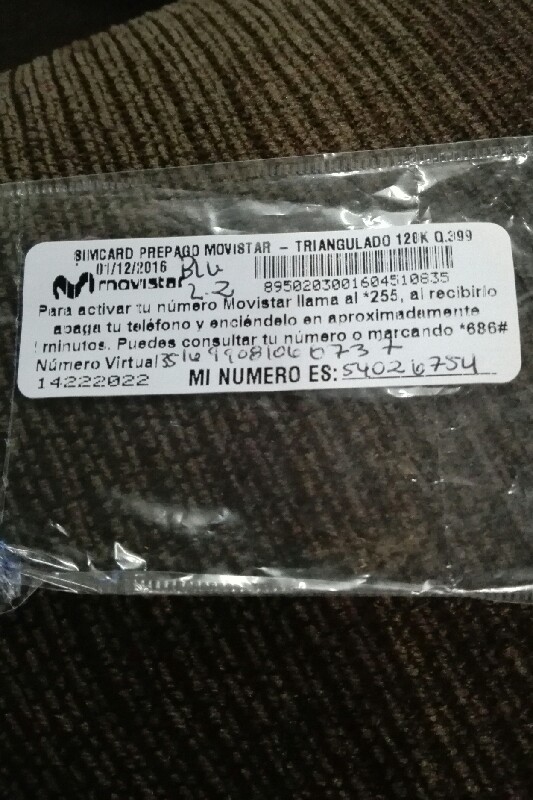 SIMCARD PREPAGO MOVISTAR - TRIANGULADO 128K Q.399
01/12/2016 BLU
movistar 2-2 8950203001604510835
Para activar tu número Movistar llama al *255, al recibirlo
apaga tu teléfono y enciéndelo en aproximadamente
minutos. Puedes consultar tu número o marcando *686#
Número Virtual
14222022 MI NUMERO ES: 54026754